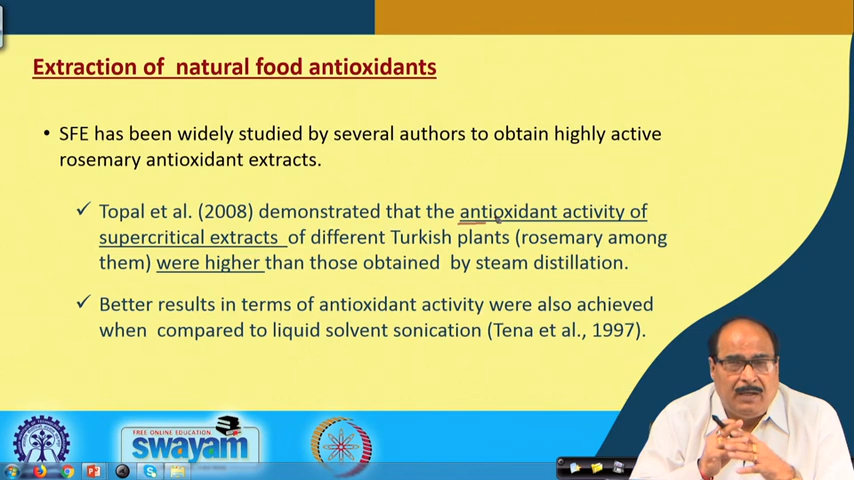 Extraction of natural food antioxidants
• SFE has been widely studied by several authors to obtain highly active
rosemary antioxidant extracts.
✓ Topal et al. (2008) demonstrated that the antioxidant activity of
supercritical extracts of different Turkish plants (rosemary among
them) were higher than those obtained by steam distillation.
✓ Better results in terms of antioxidant activity were also achieved
when compared to liquid solvent sonication (Tena et al., 1997).
FREE ONLINE EDUCATION
swayam